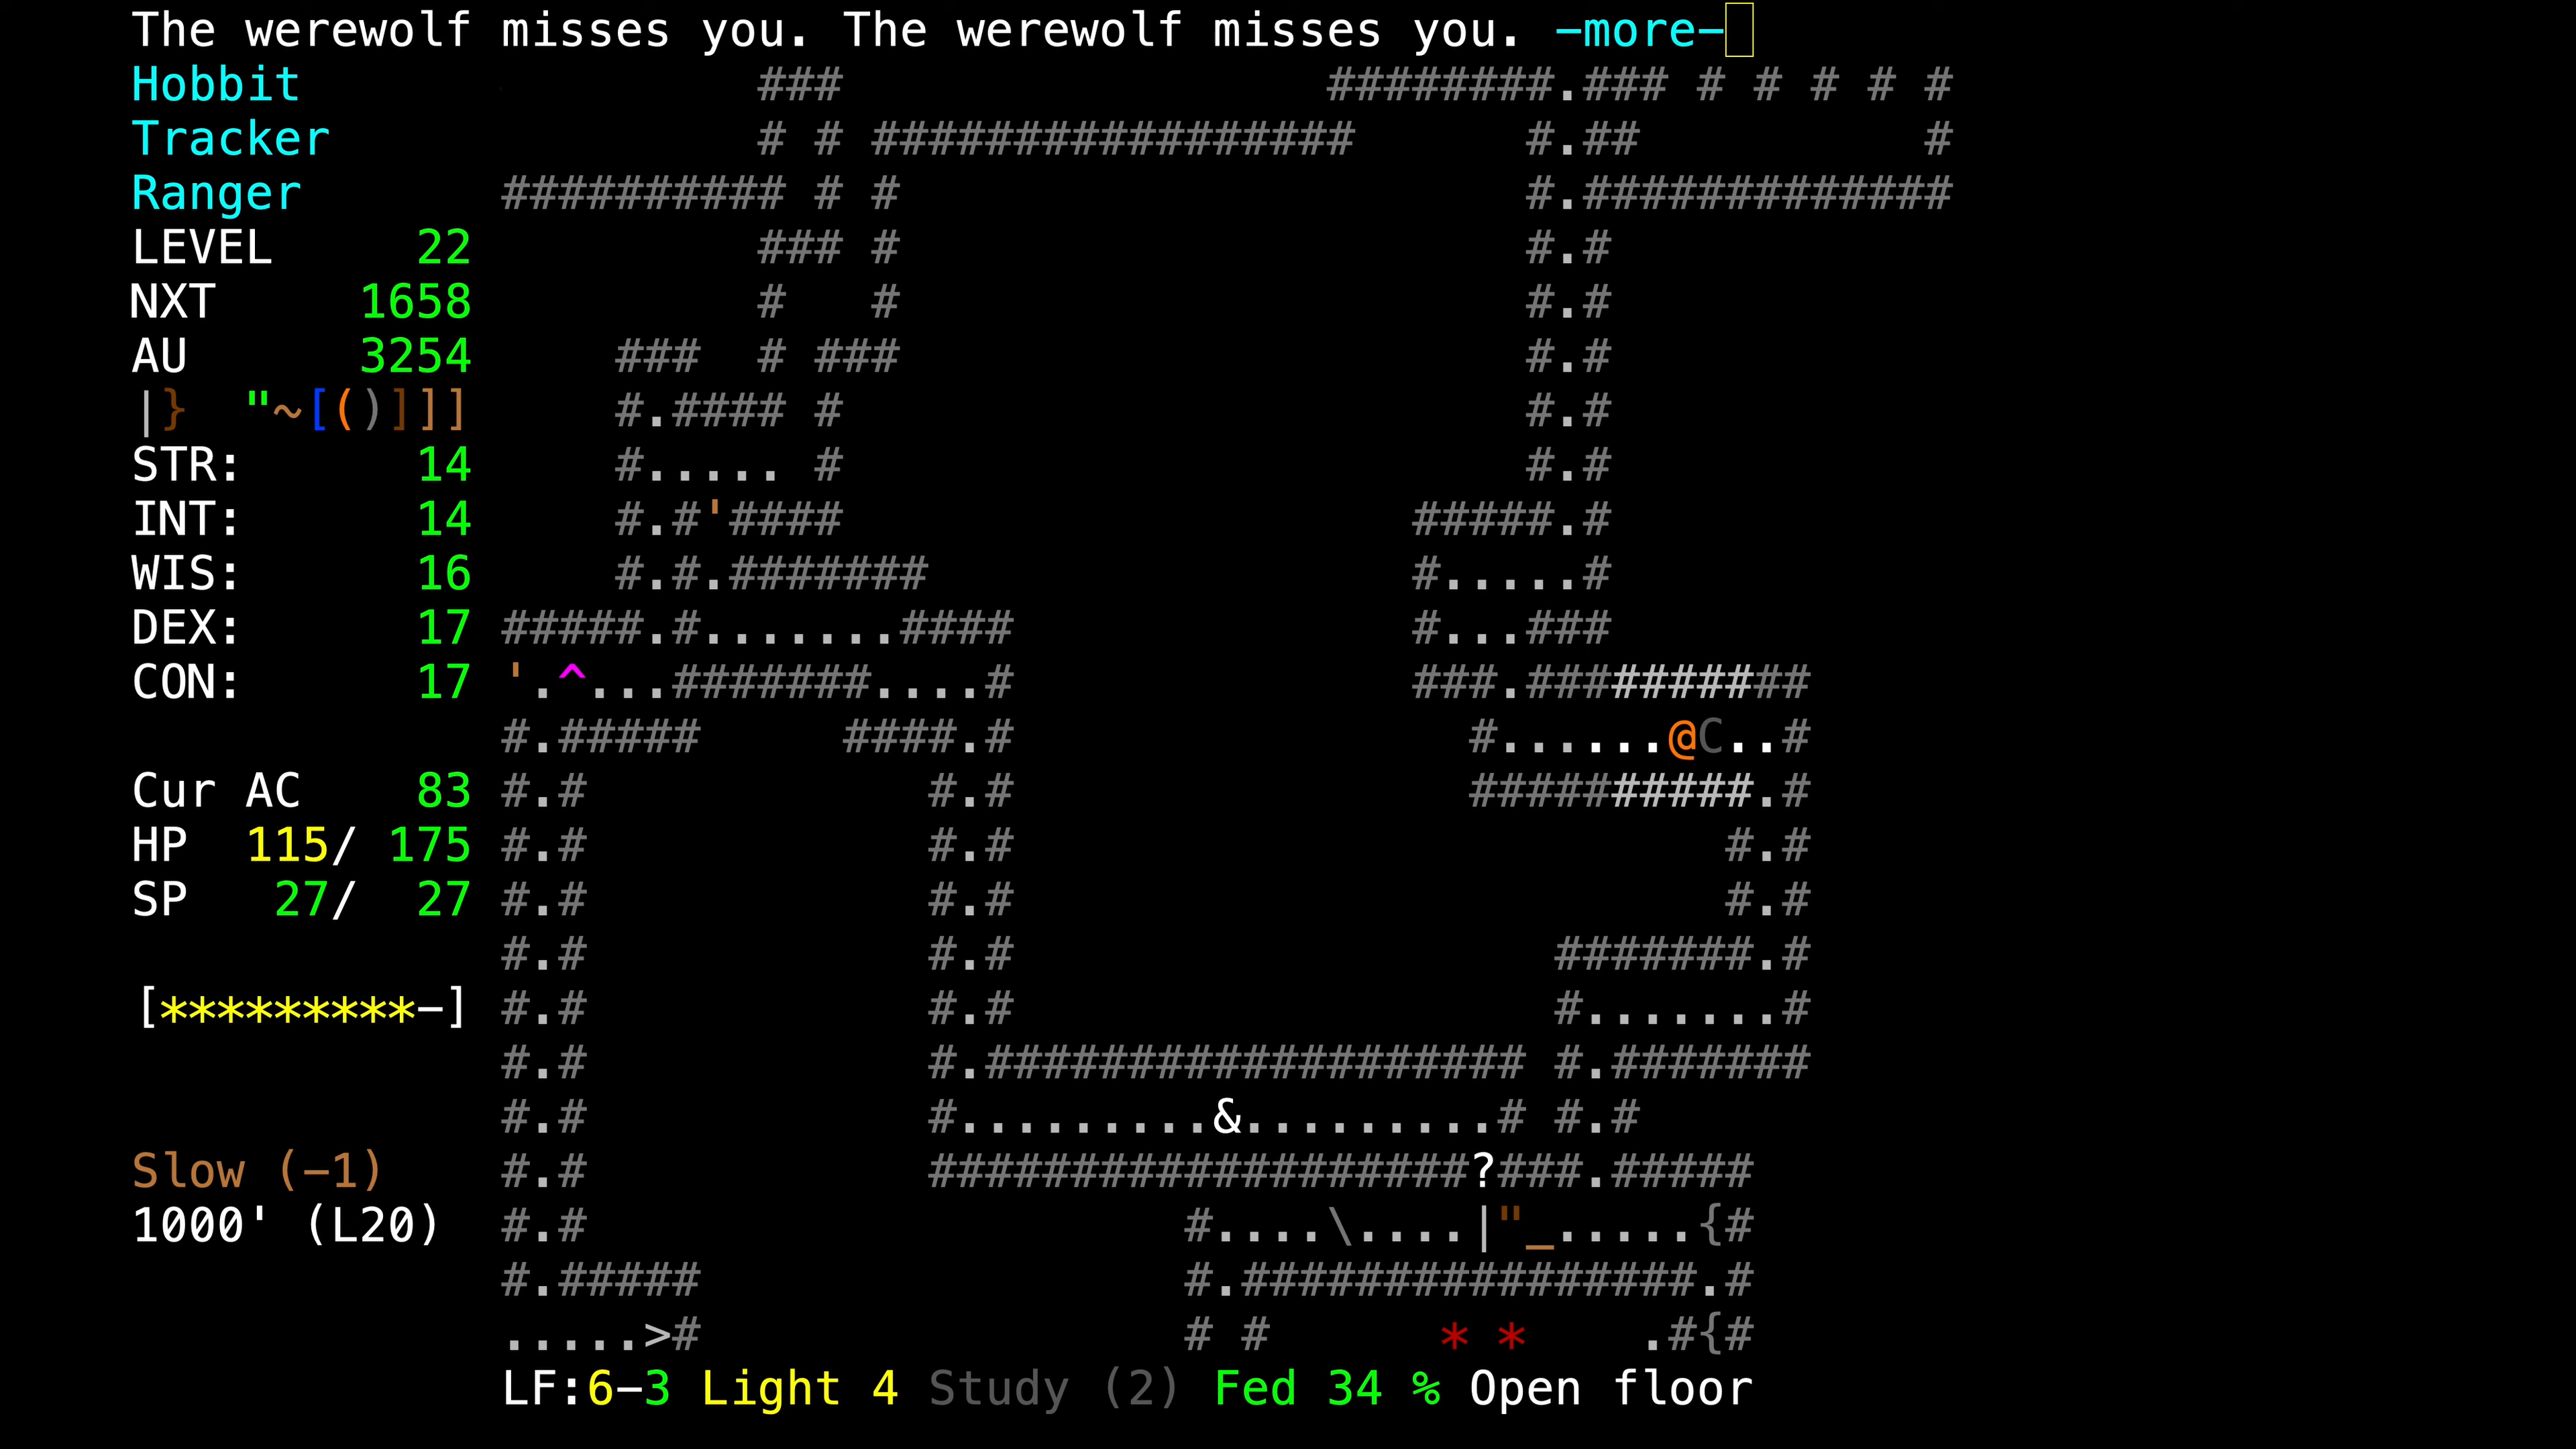 The werewolf misses you. The werewolf misses you. -more-
Hobbit ### ########.### # # # # #
Tracker # # ################# #.## #
Ranger ########## # # #.#############
LEVEL 22 ### # #.#
NXT 1658 # # #.#
AU 3254 ### # ### #.#
|} "~[()]]] #.#### # #.#
STR: 14 #..... # #.#
INT: 14 #.#'#### #####.#
WIS: 16 #.#.####### #.....#
DEX: 17 #####.#.......#### #...###
CON: 17 '.^...#######....# ###.##########
#.##### ####.# #......@C..#
Cur AC 83 #.# #.# ##########.#
HP 115/ 175 #.# #.# #.#
SP 27/ 27 #.# #.# #.#
#.# #.# #######.#
[*********-] #.# #.# #.......#
#.# #.################### #.#######
#.# #.........&.........# #.#
Slow (-1) #.# ###################?###.#####
1000' (L20) #.# #....\....|"_.....{#
#.##### #.################.#
.....># # # * * .#{#
LF:6-3 Light 4 Study (2) Fed 34 % Open floor